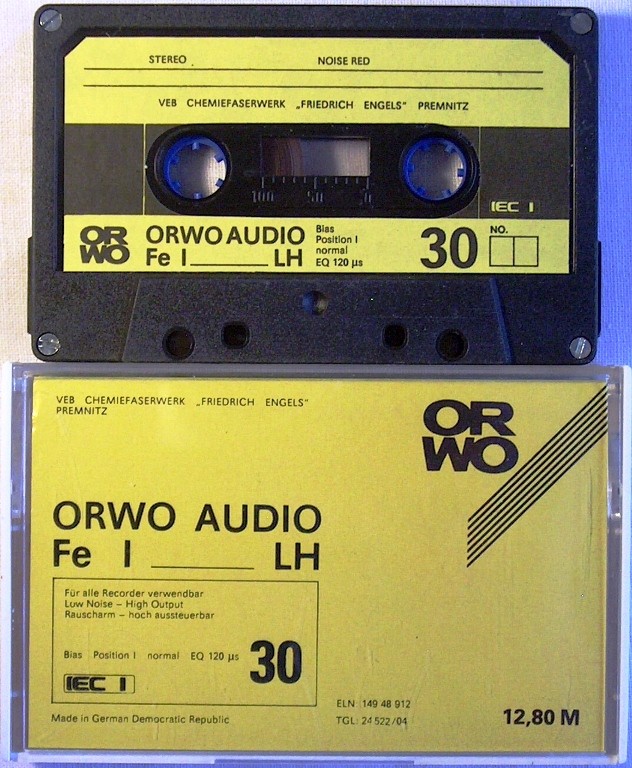 STEREO NOISE RED
VEB CHEMIEFASERWERK „FRIEDRICH ENGELS" PREMNITZ
100 50
IEC I
OR
WO
ORWO AUDIO
Fe I LH
Bias
Position I
normal
EQ 120 µs
30
NO.
VEB CHEMIEFASERWERK „FRIEDRICH ENGELS"
PREMNITZ
OR
WO
ORWO AUDIO
Fe I LH
Für alle Recorder verwendbar
Low Noise – High Output
Rauscharm – hoch aussteuerbar
Bias Position I normal EQ 120 µs
30
IEC I
Made in German Democratic Republic
ELN 149 48 912
TGL 24 522/04
12,80 M